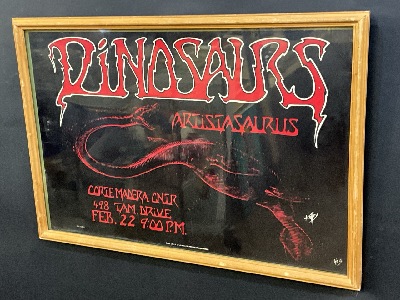 DINOSAURS
ARTISTASAURUS
CORTE MADERA CNTR
498 TAM. DRIVE
FEB. 22 9:00 P.M.